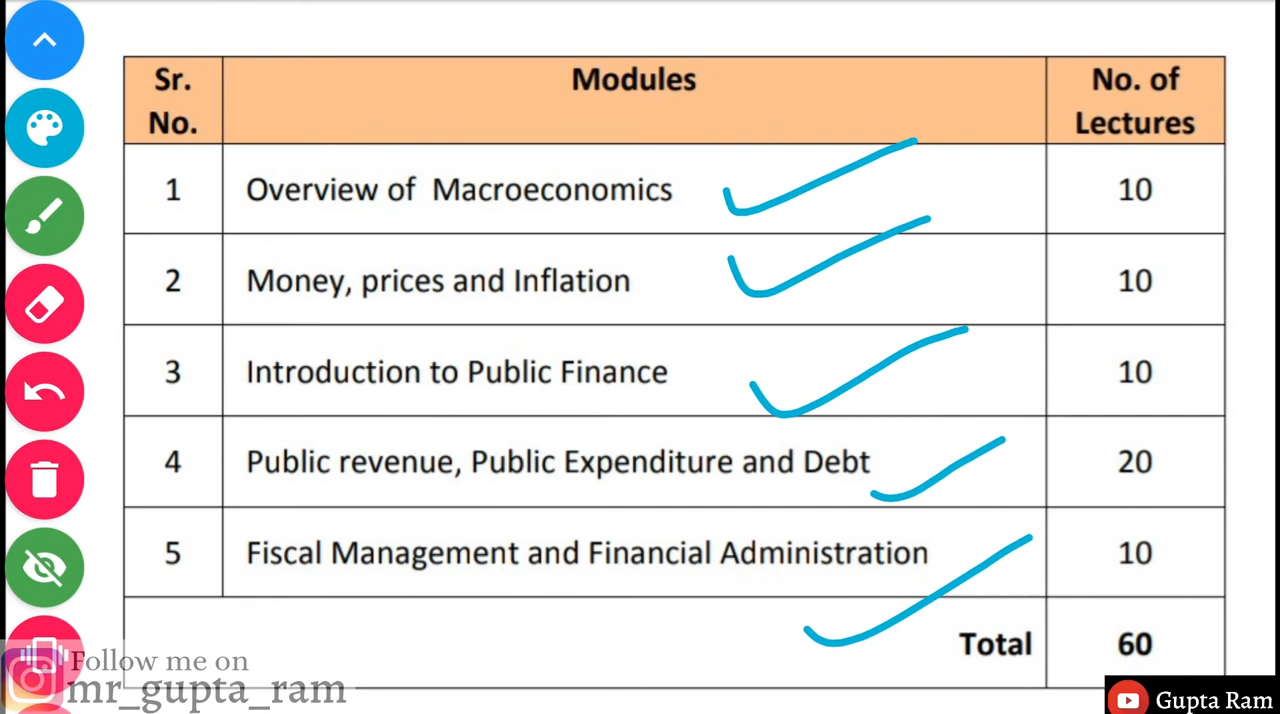 Sr. No. Modules No. of Lectures
1 Overview of Macroeconomics 10
2 Money, prices and Inflation 10
3 Introduction to Public Finance 10
4 Public revenue, Public Expenditure and Debt 20
5 Fiscal Management and Financial Administration 10
Total 60
Follow me on
mr_gupta_ram
Gupta Ram